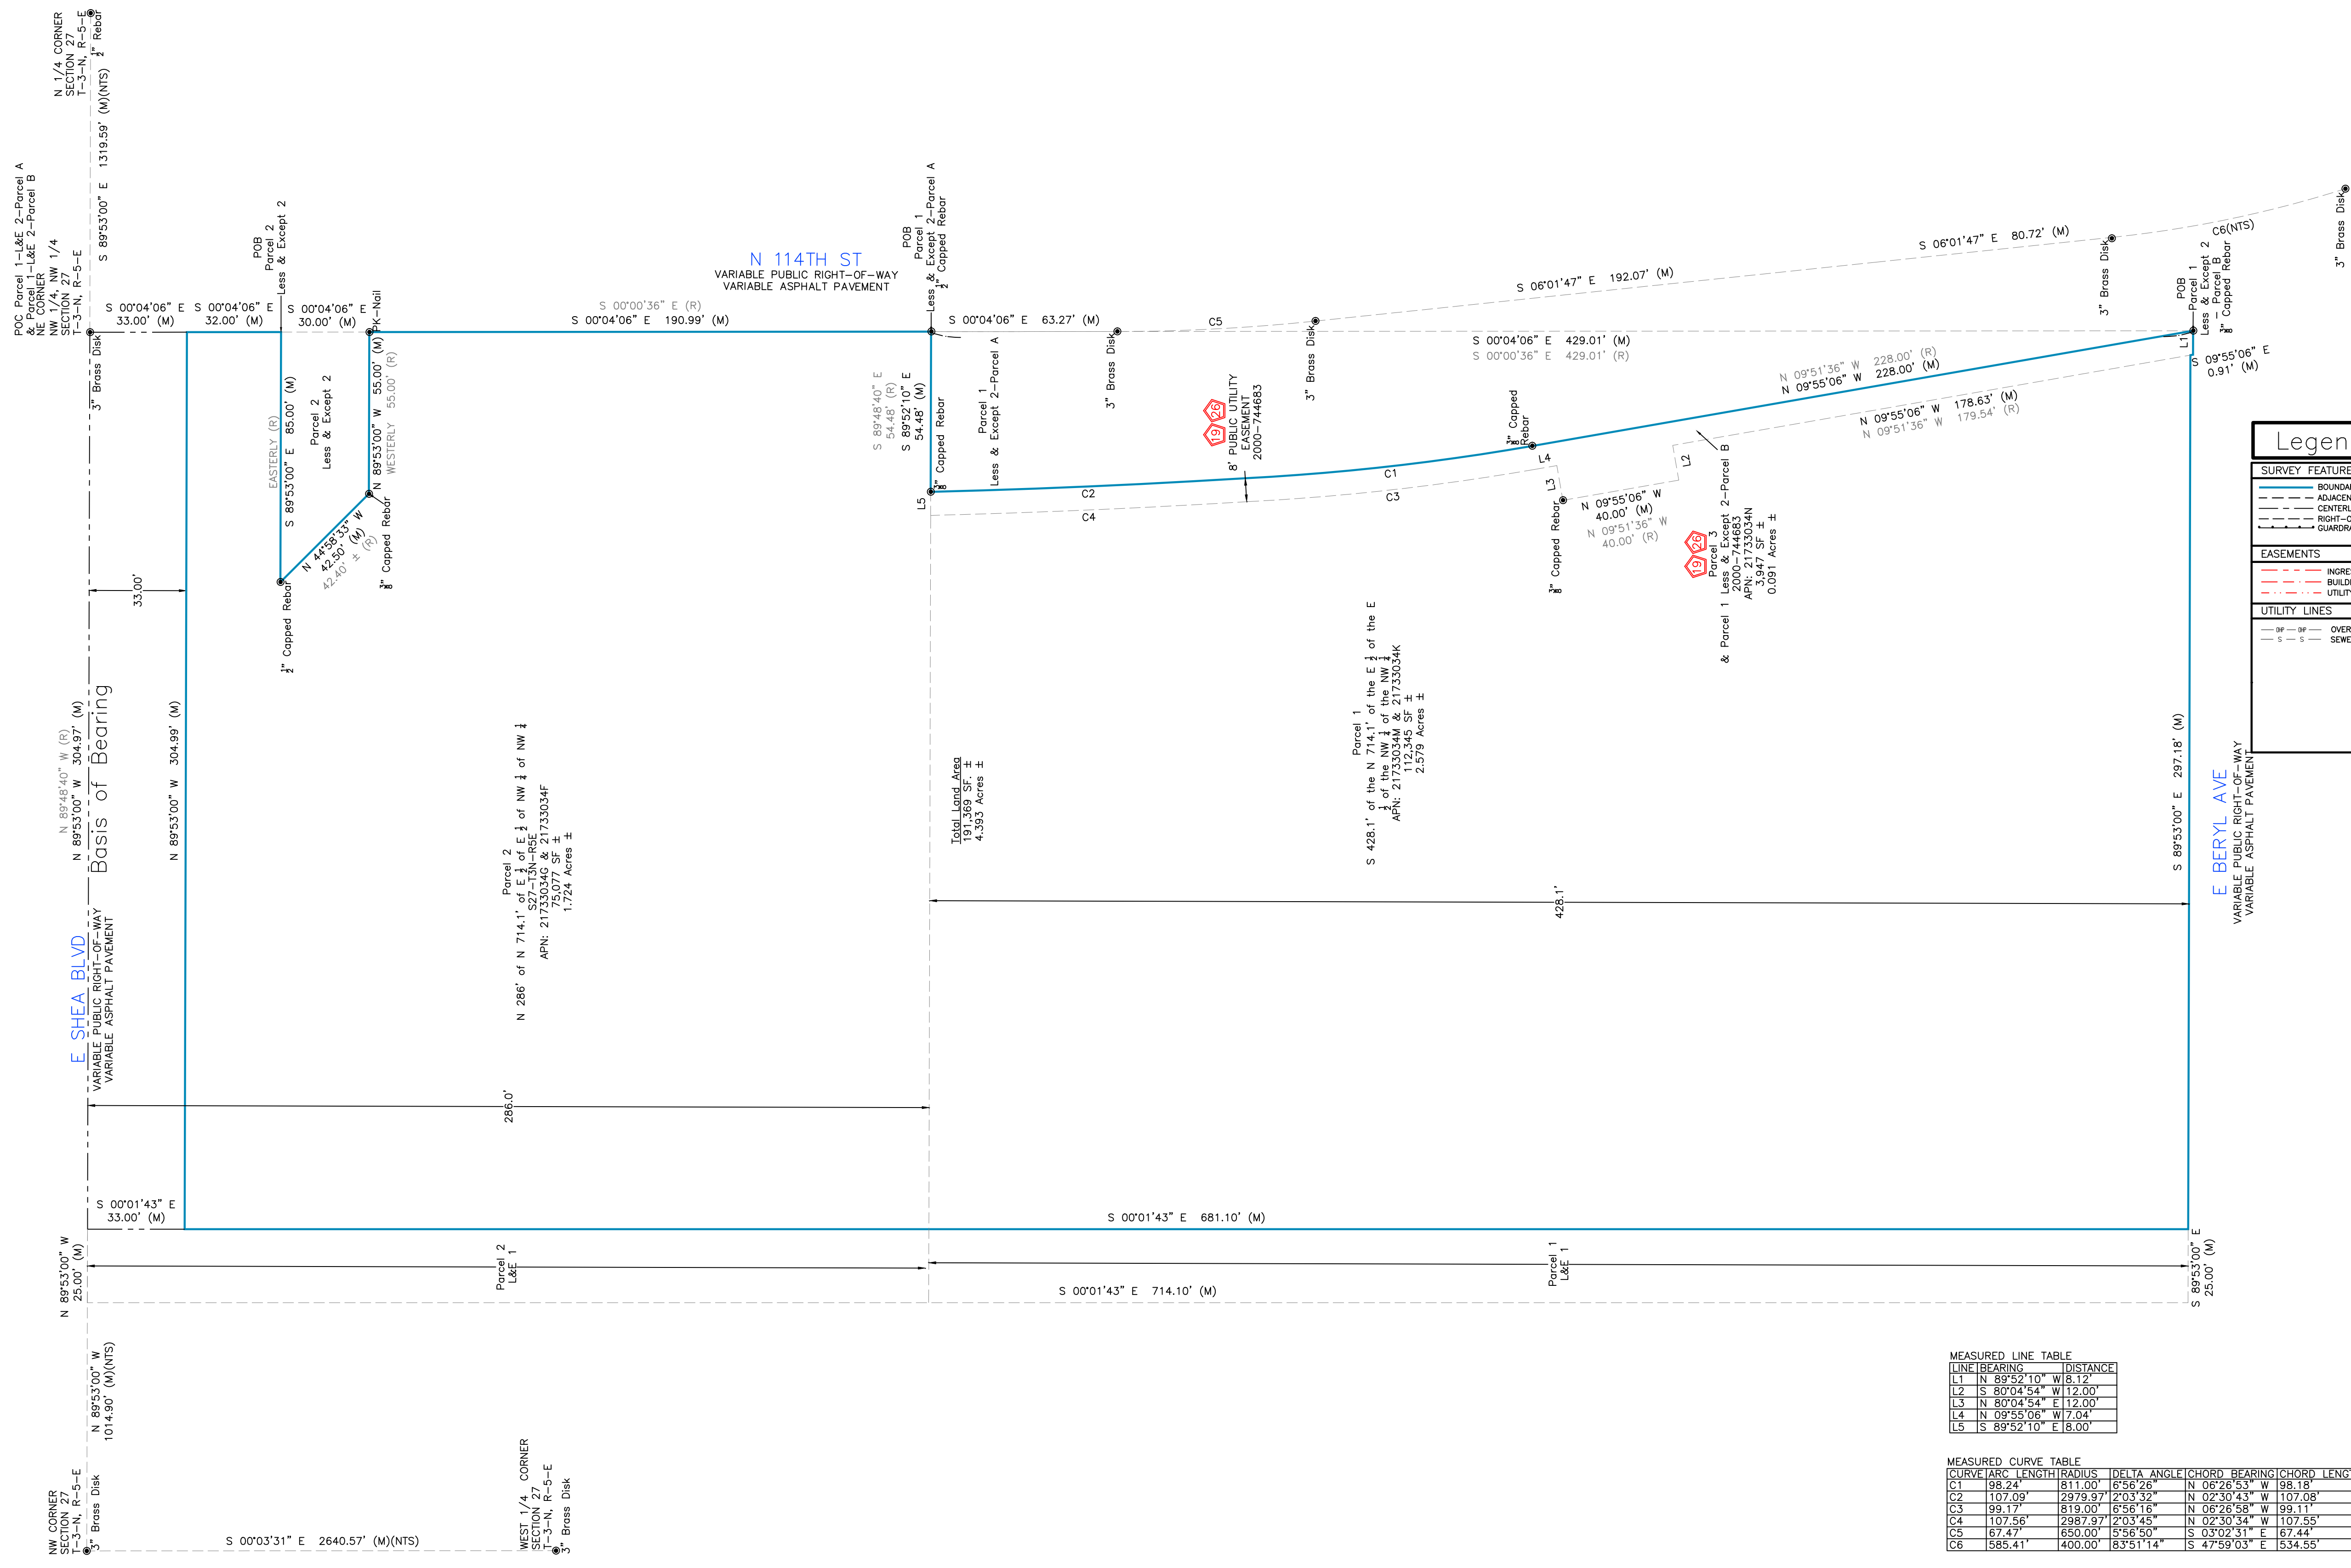 N 1/4 CORNER
SECTION 27
T-3-N, R-5-E
1/2" Rebar
S 89°53'00" E 1319.59' (M)(NTS)
POC Parcel 1-L&E 2-Parcel A
& Parcel 1-L&E 2-Parcel B
NE CORNER
NW 1/4, NW 1/4
SECTION 27
T-3-N, R-5-E
3" Brass Disk
S 00°04'06" E
33.00' (M)
S 00°04'06" E
32.00' (M)
S 00°04'06" E
30.00' (M)
POB
Parcel 2
Less & Except 2
PK-Nail
N 114TH ST
VARIABLE PUBLIC RIGHT-OF-WAY
VARIABLE ASPHALT PAVEMENT
S 00°00'36" E (R)
S 00°04'06" E 190.99' (M)
POB
Parcel 1
Less & Except 2-Parcel A
1/2" Capped Rebar
S 00°04'06" E 63.27' (M)
3" Brass Disk
C5
3" Brass Disk
S 06°01'47" E 192.07' (M)
S 06°01'47" E 80.72' (M)
3" Brass Disk
C6(NTS)
3" Brass Disk
POB
Parcel 1
Less & Except 2
- Parcel B
3/8" Capped Rebar
S 00°04'06" E 429.01' (M)
S 00°00'36" E 429.01' (R)
L1
S 09°55'06" E
0.91' (M)
N 09°51'36" W 228.00' (R)
N 09°55'06" W 228.00' (M)
N 09°55'06" W 178.63' (M)
N 09°51'36" W 179.54' (R)
EASTERLY (R)
S 89°53'00" E 85.00' (M)
Parcel 2
Less & Except 2
N 89°53'00" W 55.00' (M)
WESTERLY 55.00' (R)
N 44°58'33" W
42.50' (M)
42.40' ± (R)
3/8" Capped Rebar
1/2" Capped Rebar
S 89°48'40" E
54.48' (R)
S 89°52'10" E
54.48' (M)
3/8" Capped Rebar
L5
Parcel 1
Less & Except 2-Parcel A
C2
C4
19 26
8' PUBLIC UTILITY
EASEMENT
2000-744683
C1
C3
3/8" Capped
Rebar
L4
L3
L2
3/8" Capped Rebar
N 09°55'06" W
40.00' (M)
N 09°51'36" W
40.00' (R)
19 26
Parcel 3
& Parcel 1 Less & Except 2-Parcel B
2000-744683
APN: 21733034N
3,947 SF ±
0.091 Acres ±
33.00'
N 89°48'40" W (R)
N 89°53'00" W 304.97' (M)
Basis of Bearing
N 89°53'00" W 304.99' (M)
E SHEA BLVD
VARIABLE PUBLIC RIGHT-OF-WAY
VARIABLE ASPHALT PAVEMENT
Parcel 2
N 286' of N 714.1' of E 1/2 of E 1/2 of NW 1/4 of NW 1/4
S27-T3N-R5E
APN: 21733034G & 21733034F
75,077 SF ±
1.724 Acres ±
Total Land Area
191,369 SF. ±
4.393 Acres ±
Parcel 1
S 428.1' of the N 714.1' of the E 1/2 of the E
1/2 of the NW 1/4 of the NW 1/4
APN: 21733034M & 21733034K
112,345 SF ±
2.579 Acres ±
428.1'
286.0'
S 89°53'00" E 297.18' (M)
E BERYL AVE
VARIABLE PUBLIC RIGHT-OF-WAY
VARIABLE ASPHALT PAVEMENT
Legen
SURVEY FEATURE
BOUNDA
ADJACEN
CENTERL
RIGHT-O
GUARDRA
EASEMENTS
INGRES
BUILDI
UTILIT
UTILITY LINES
OHP OHP OVER
S S SEWE
S 00°01'43" E
33.00' (M)
S 00°01'43" E 681.10' (M)
N 89°53'00" W
25.00' (M)
Parcel 2
L&E 1
Parcel 1
L&E 1
S 89°53'00" E
25.00' (M)
S 00°01'43" E 714.10' (M)
N 89°53'00" W
1014.90' (M)(NTS)
NW CORNER
SECTION 27
T-3-N, R-5-E
3" Brass Disk
S 00°03'31" E 2640.57' (M)(NTS)
WEST 1/4 CORNER
SECTION 27
T-3-N, R-5-E
3" Brass Disk
MEASURED LINE TABLE
LINE BEARING DISTANCE
L1 N 89°52'10" W 8.12'
L2 S 80°04'54" W 12.00'
L3 N 80°04'54" E 12.00'
L4 N 09°55'06" W 7.04'
L5 S 89°52'10" E 8.00'
MEASURED CURVE TABLE
CURVE ARC LENGTH RADIUS DELTA ANGLE CHORD BEARING CHORD LENGT
C1 98.24' 811.00' 6°56'26" N 06°26'53" W 98.18'
C2 107.09' 2979.97' 2°03'32" N 02°30'43" W 107.08'
C3 99.17' 819.00' 6°56'16" N 06°26'58" W 99.11'
C4 107.56' 2987.97' 2°03'45" N 02°30'34" W 107.55'
C5 67.47' 650.00' 5°56'50" S 03°02'31" E 67.44'
C6 585.41' 400.00' 83°51'14" S 47°59'03" E 534.55'